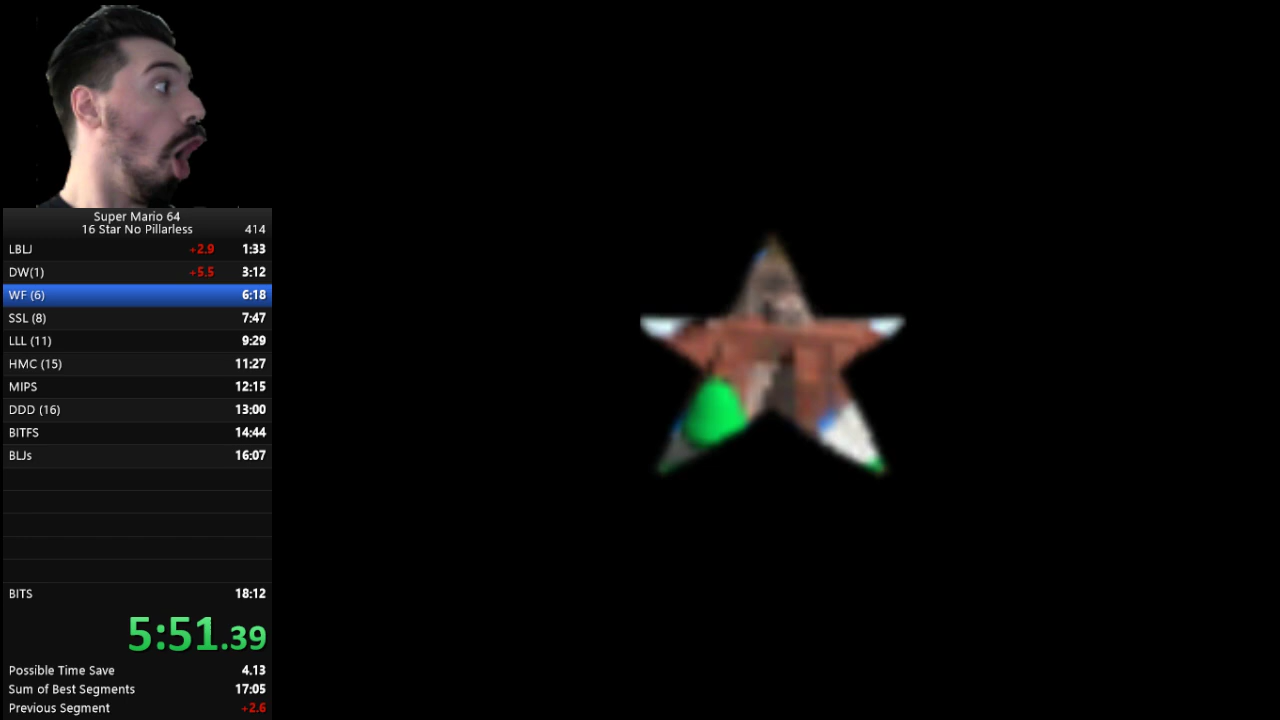 Super Mario 64
16 Star No Pillarless 414
LBLJ +2.9 1:33
DW(1) +5.5 3:12
WF (6) 6:18
SSL (8) 7:47
LLL (11) 9:29
HMC (15) 11:27
MIPS 12:15
DDD (16) 13:00
BITFS 14:44
BLJs 16:07
BITS 18:12
5:51.39
Possible Time Save 4.13
Sum of Best Segments 17:05
Previous Segment +2.6